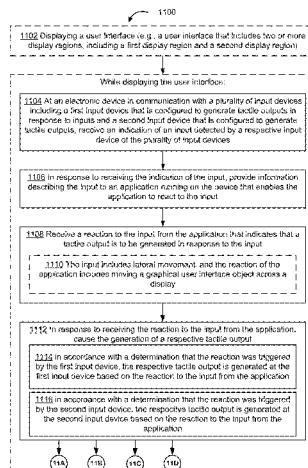 1100
1102 Displaying a user interface (e.g., a user interface that includes two or more
display regions, including a first display region and a second display region)
While displaying the user interface:
1104 At an electronic device in communication with a plurality of input devices
including a first input device that is configured to generate tactile outputs in
response to inputs and a second input device that is configured to generate
tactile outputs, receive an indication of an input detected by a respective input
device of the plurality of input devices
1106 In response to receiving the indication of the input, provide information
describing the input to an application running on the device that enables the
application to react to the input
1108 Receive a reaction to the input from the application that indicates that a
tactile output is to be generated in response to the input
1110 The input includes lateral movement, and the reaction of the
application includes moving a graphical user interface object across a
display
1112 In response to receiving the reaction to the input from the application,
cause the generation of a respective tactile output
1114 in accordance with a determination that the reaction was triggered
by the first input device, the respective tactile output is generated at the
first input device based on the reaction to the input from the application
1116 in accordance with a determination that the reaction was triggered
by the second input device, the respective tactile output is generated at
the second input device based on the reaction to the input from the
application
11A 11B 11C 11D